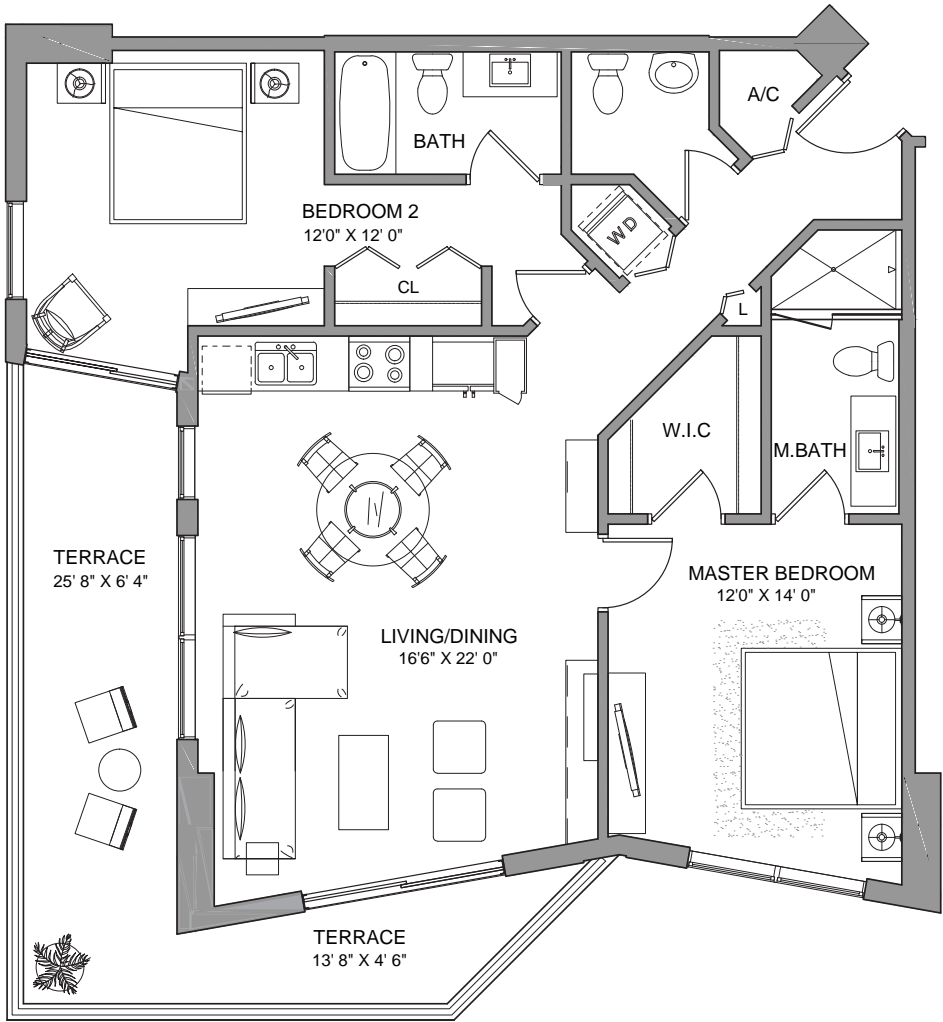 A/C
BATH
BEDROOM 2
12'0" X 12' 0"
WD
CL
L
W.I.C
M.BATH
TERRACE
25' 8" X 6' 4"
MASTER BEDROOM
12'0" X 14' 0"
LIVING/DINING
16'6" X 22' 0"
TERRACE
13' 8" X 4' 6"